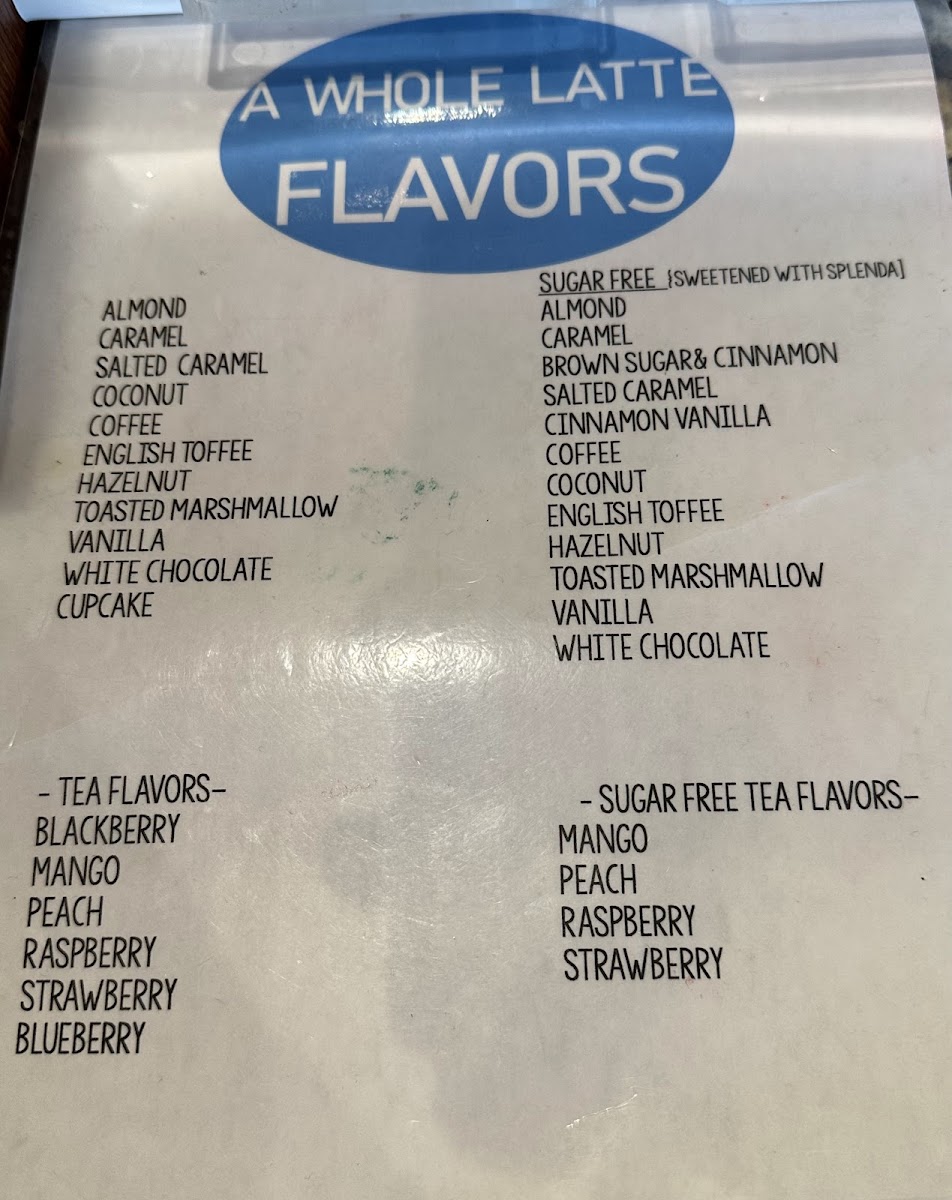 A WHOLE LATTE
FLAVORS
ALMOND
CARAMEL
SALTED CARAMEL
COCONUT
COFFEE
ENGLISH TOFFEE
HAZELNUT
TOASTED MARSHMALLOW
VANILLA
WHITE CHOCOLATE
CUPCAKE
SUGAR FREE {SWEETENED WITH SPLENDA]
ALMOND
CARAMEL
BROWN SUGAR& CINNAMON
SALTED CARAMEL
CINNAMON VANILLA
COFFEE
COCONUT
ENGLISH TOFFEE
HAZELNUT
TOASTED MARSHMALLOW
VANILLA
WHITE CHOCOLATE
- TEA FLAVORS-
BLACKBERRY
MANGO
PEACH
RASPBERRY
STRAWBERRY
BLUEBERRY
- SUGAR FREE TEA FLAVORS-
MANGO
PEACH
RASPBERRY
STRAWBERRY